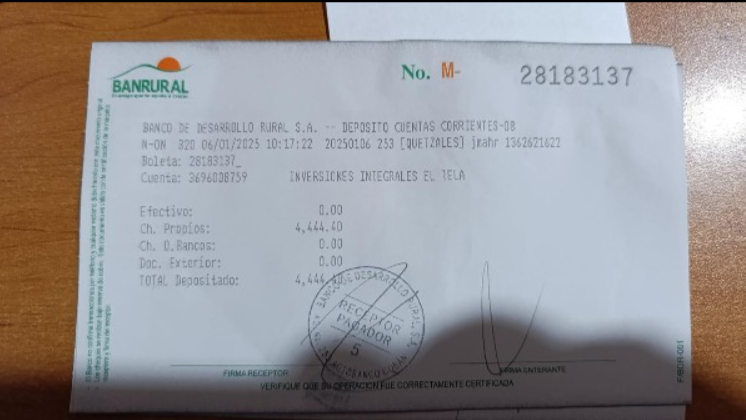 BANRURAL
No. M- 28183137
BANCO DE DESARROLLO RURAL S.A. -- DEPOSITO CUENTAS CORRIENTES-08
N-ON 320 06/01/2025 10:17:22 20250106 253 [QUETZALES] jmahr 1362621622
Boleta: 28183137_
Cuenta: 3696008759 INVERSIONES INTEGRALES EL TELA
Efectivo: 0.00
Ch. Propios: 4,444.40
Ch. O.Bancos: 0.00
Doc. Exterior: 0.00
TOTAL Depositado: 4,444.
BANCO DE DESARROLLO RURAL S.A.
RECEPTOR
PAGADOR
5
FIRMA RECEPTOR
FIRMA ENTERANTE
VERIFIQUE QUE SU OPERACION FUE CORRECTAMENTE CERTIFICADA